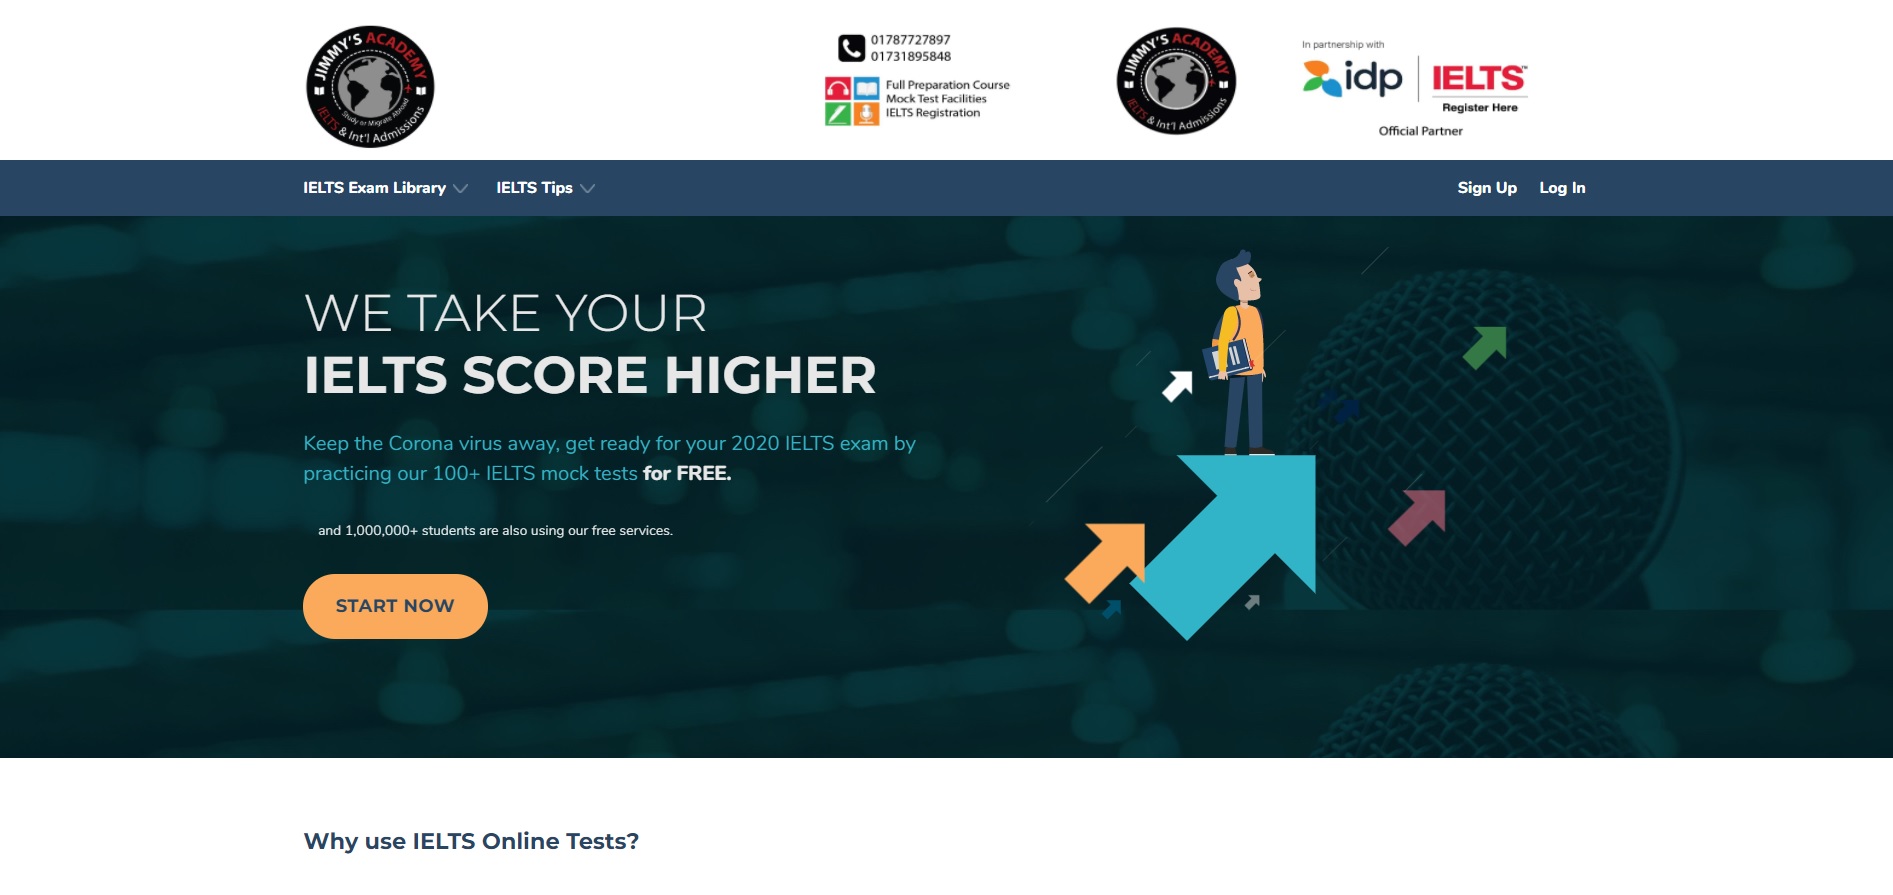 JIMMY'S ACADEMY
Study or Migrate Abroad
IELTS & Int'l Admissions
01787727897
01731895848
Full Preparation Course
Mock Test Facilities
IELTS Registration
JIMMY'S ACADEMY
IELTS & Int'l Admissions
In partnership with
idp
IELTS™
Register Here
Official Partner
IELTS Exam Library
IELTS Tips
Sign Up
Log In
WE TAKE YOUR
IELTS SCORE HIGHER
Keep the Corona virus away, get ready for your 2020 IELTS exam by
practicing our 100+ IELTS mock tests for FREE.
and 1,000,000+ students are also using our free services.
START NOW
Why use IELTS Online Tests?